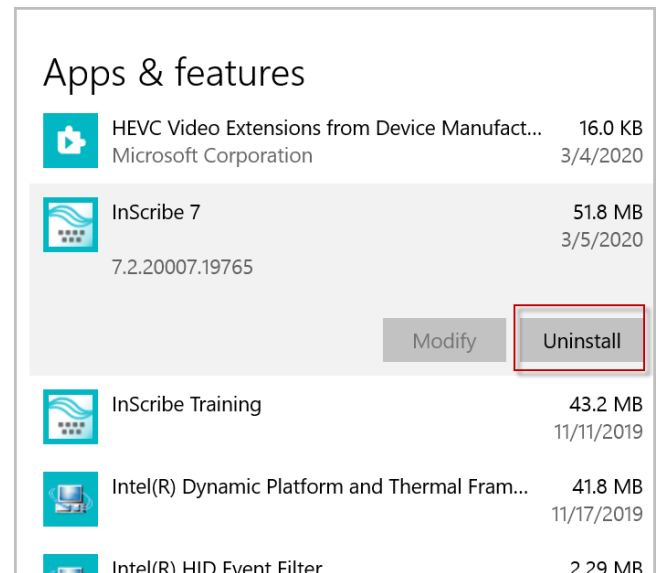 Apps & features
HEVC Video Extensions from Device Manufact... 16.0 KB
Microsoft Corporation 3/4/2020
InScribe 7 51.8 MB
3/5/2020
7.2.20007.19765
Modify Uninstall
InScribe Training 43.2 MB
11/11/2019
Intel(R) Dynamic Platform and Thermal Fram... 41.8 MB
11/17/2019
Intel(R) HID Event Filter 2.29 MB